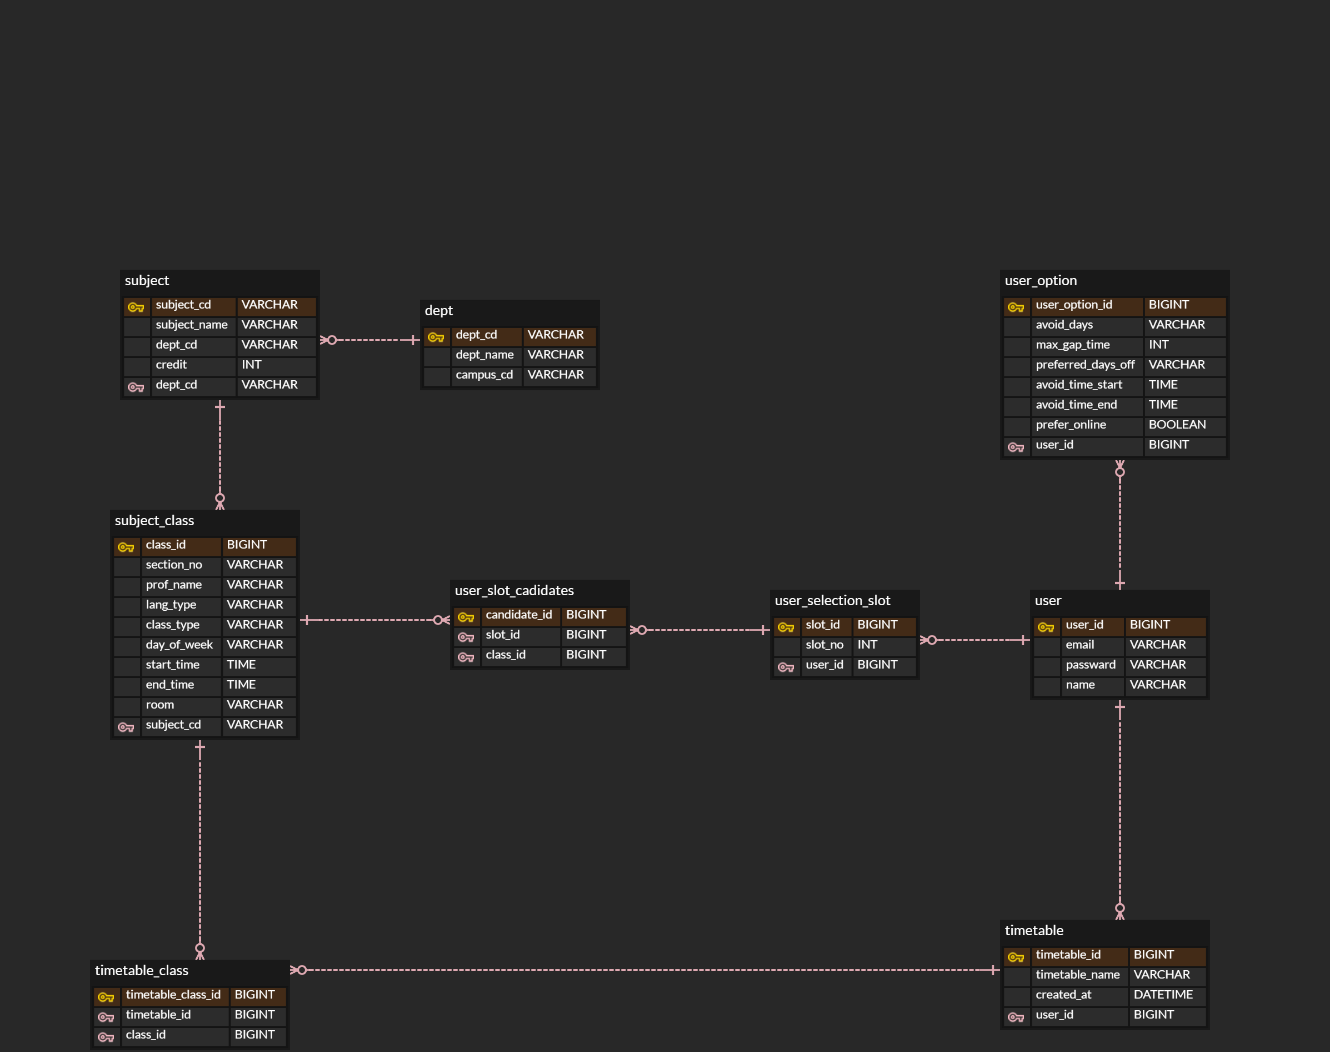 subject
subject_cd VARCHAR
subject_name VARCHAR
dept_cd VARCHAR
credit INT
dept_cd VARCHAR
dept
dept_cd VARCHAR
dept_name VARCHAR
campus_cd VARCHAR
user_option
user_option_id BIGINT
avoid_days VARCHAR
max_gap_time INT
preferred_days_off VARCHAR
avoid_time_start TIME
avoid_time_end TIME
prefer_online BOOLEAN
user_id BIGINT
subject_class
class_id BIGINT
section_no VARCHAR
prof_name VARCHAR
lang_type VARCHAR
class_type VARCHAR
day_of_week VARCHAR
start_time TIME
end_time TIME
room VARCHAR
subject_cd VARCHAR
user_slot_cadidates
candidate_id BIGINT
slot_id BIGINT
class_id BIGINT
user_selection_slot
slot_id BIGINT
slot_no INT
user_id BIGINT
user
user_id BIGINT
email VARCHAR
passward VARCHAR
name VARCHAR
timetable_class
timetable_class_id BIGINT
timetable_id BIGINT
class_id BIGINT
timetable
timetable_id BIGINT
timetable_name VARCHAR
created_at DATETIME
user_id BIGINT